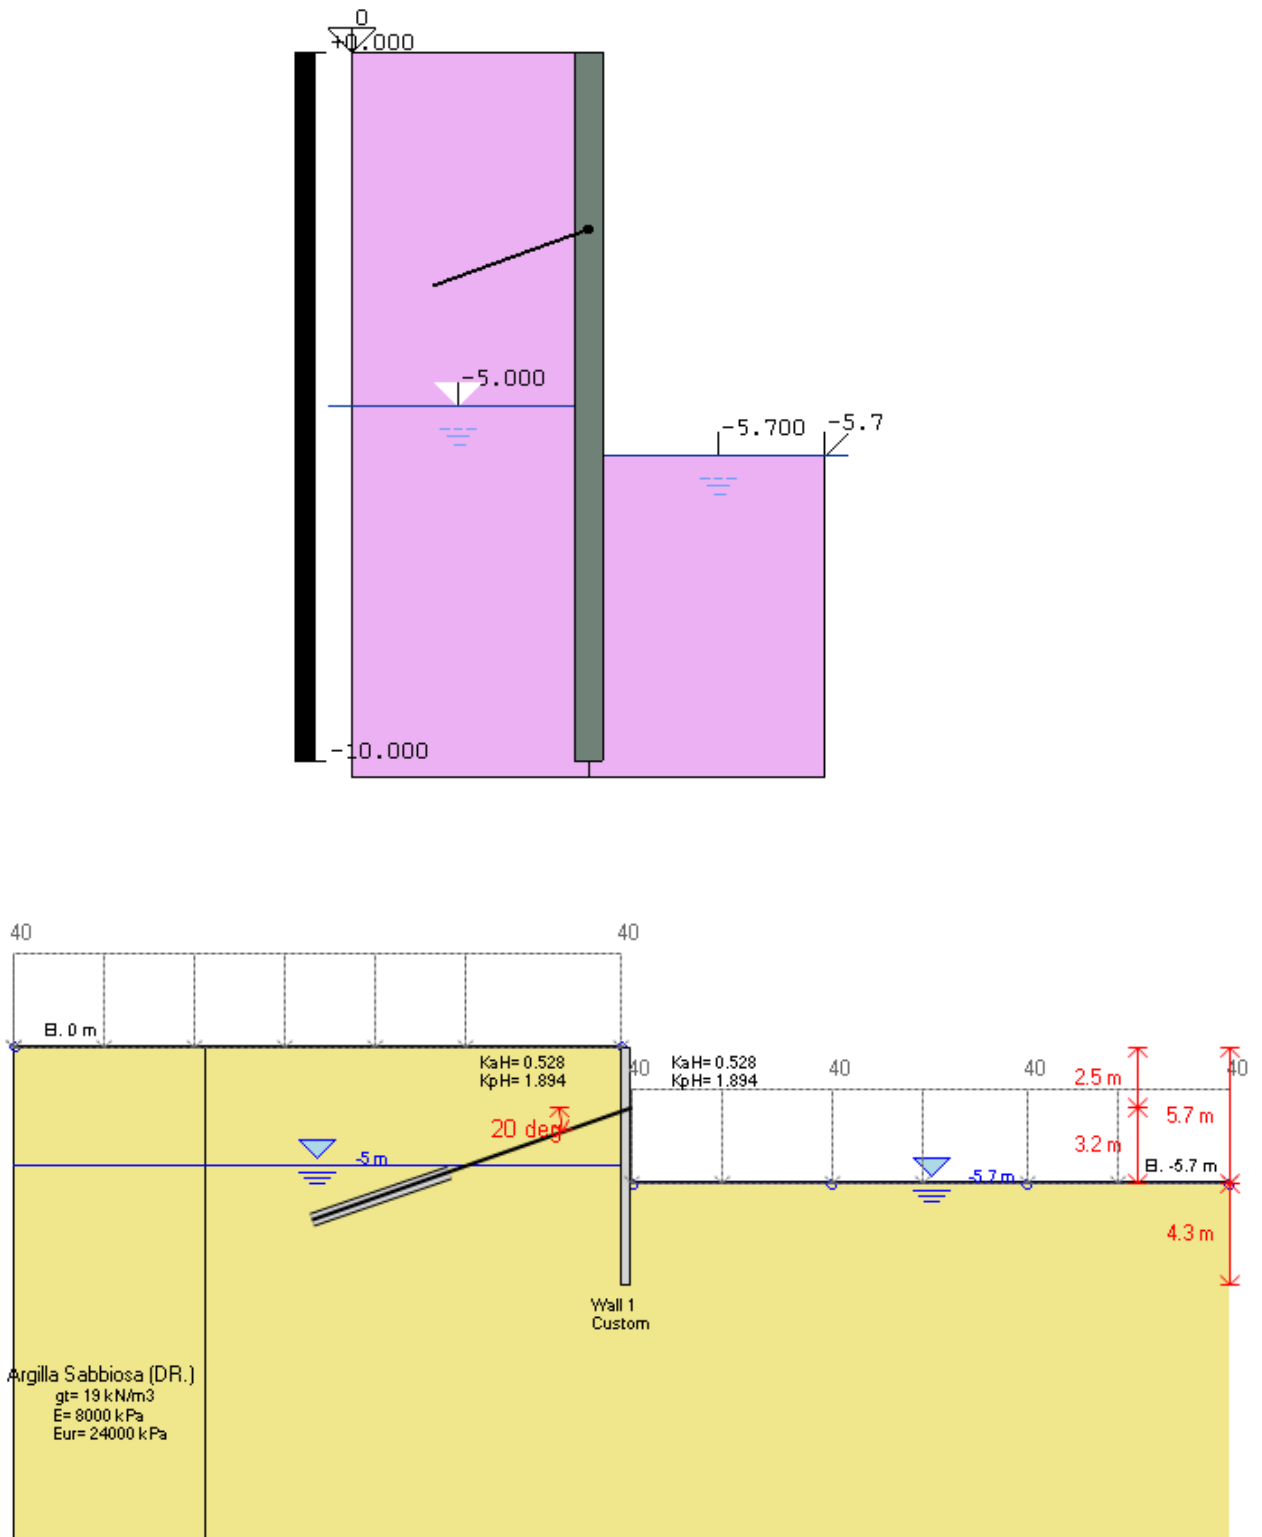 0
+0.000
-5.000
-5.700
-5.7
-10.000
40
40
El. 0 m
KaH= 0.528
KpH= 1.894
KaH= 0.528
KpH= 1.894
40
40
40
40
2.5 m
5.7 m
20 deg
3.2 m
-5 m
El. -5.7 m
-5.7 m
4.3 m
Wall 1
Custom
Argilla Sabbiosa (DR.)
gt= 19 kN/m3
E= 8000 kPa
Eur= 24000 kPa